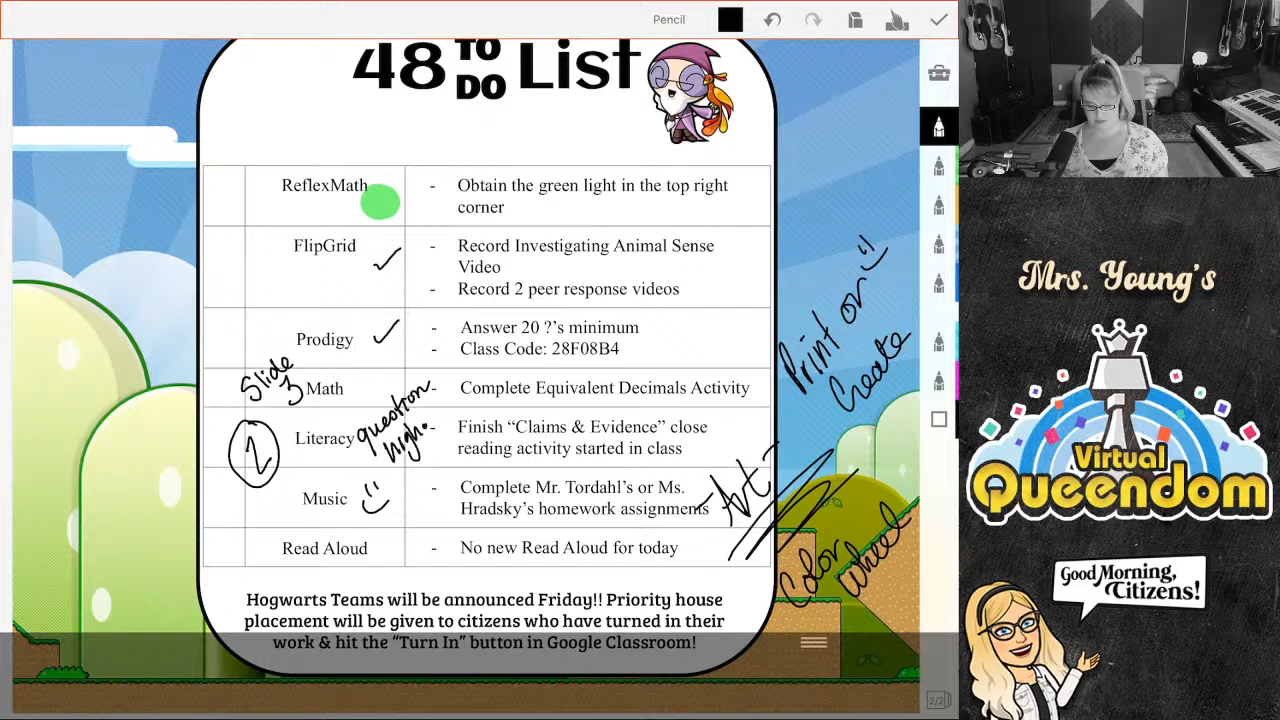 Pencil
48 TO DO List
ReflexMath - Obtain the green light in the top right
corner
FlipGrid - Record Investigating Animal Sense
Video
- Record 2 peer response videos
Prodigy - Answer 20 ?'s minimum
- Class Code: 28F08B4
Slide
3
Math - Complete Equivalent Decimals Activity
2
Literacy
question
high.
- Finish “Claims & Evidence” close
reading activity started in class
Music - Complete Mr. Tordahl’s or Ms.
Hradsky’s homework assignments
Read Aloud - No new Read Aloud for today
Print or
Create
- Art -
Color
Wheel
Hogwarts Teams will be announced Friday!! Priority house
placement will be given to citizens who have turned in their
work & hit the “Turn In” button in Google Classroom!
2/2
Mrs. Young's
Virtual
Queendom
Good Morning,
Citizens!